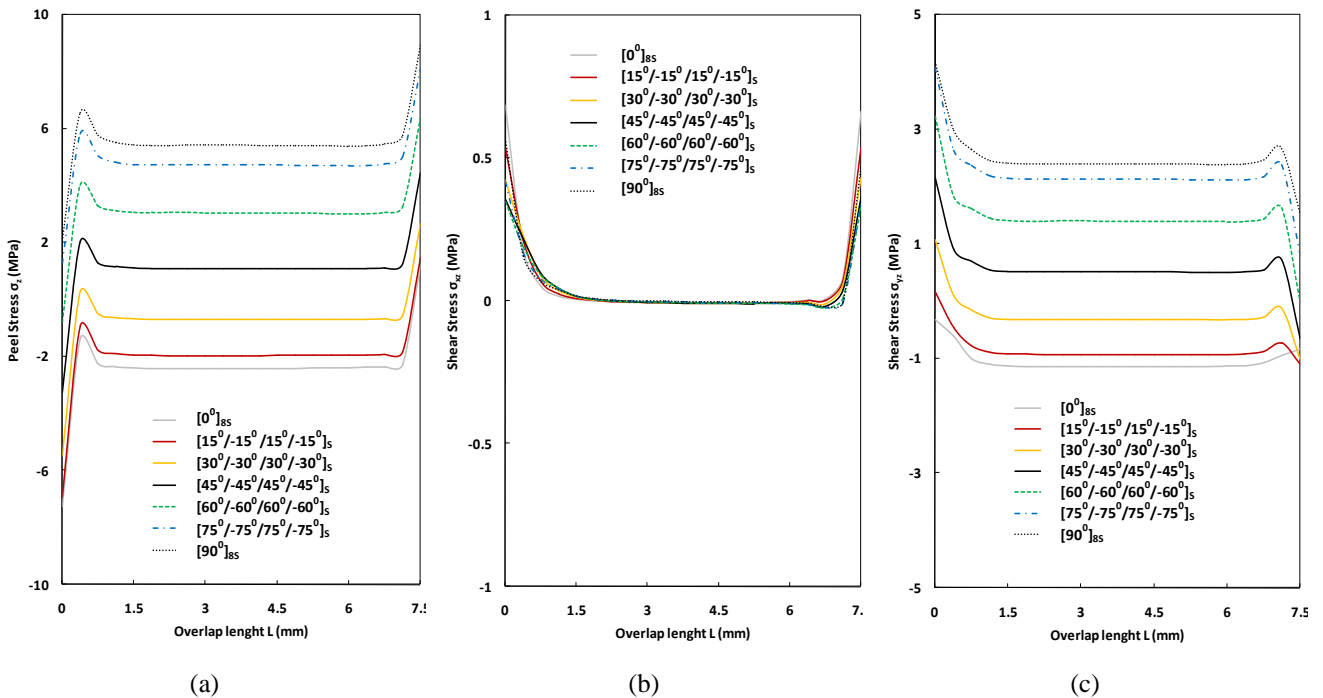 10
6
2
-2
-6
-10
Peel Stress σz (MPa)
[0⁰]8S
[15⁰/-15⁰/15⁰/-15⁰]S
[30⁰/-30⁰/30⁰/-30⁰]S
[45⁰/-45⁰/45⁰/-45⁰]S
[60⁰/-60⁰/60⁰/-60⁰]S
[75⁰/-75⁰/75⁰/-75⁰]S
[90⁰]8S
0 1.5 3 4.5 6 7.5
Overlap lenght L (mm)
(a)
1
0.5
0
-0.5
-1
Shear Stress σxz (MPa)
[0⁰]8S
[15⁰/-15⁰/15⁰/-15⁰]S
[30⁰/-30⁰/30⁰/-30⁰]S
[45⁰/-45⁰/45⁰/-45⁰]S
[60⁰/-60⁰/60⁰/-60⁰]S
[75⁰/-75⁰/75⁰/-75⁰]S
[90⁰]8S
0 1.5 3 4.5 6 7.
Overlap lenght L (mm)
(b)
5
3
1
-1
-3
-5
Shear Stress σyz (MPa)
[0⁰]8S
[15⁰/-15⁰/15⁰/-15⁰]S
[30⁰/-30⁰/30⁰/-30⁰]S
[45⁰/-45⁰/45⁰/-45⁰]S
[60⁰/-60⁰/60⁰/-60⁰]S
[75⁰/-75⁰/75⁰/-75⁰]S
[90⁰]8S
0 1.5 3 4.5 6 7.5
Overlap lenght L (mm)
(c)